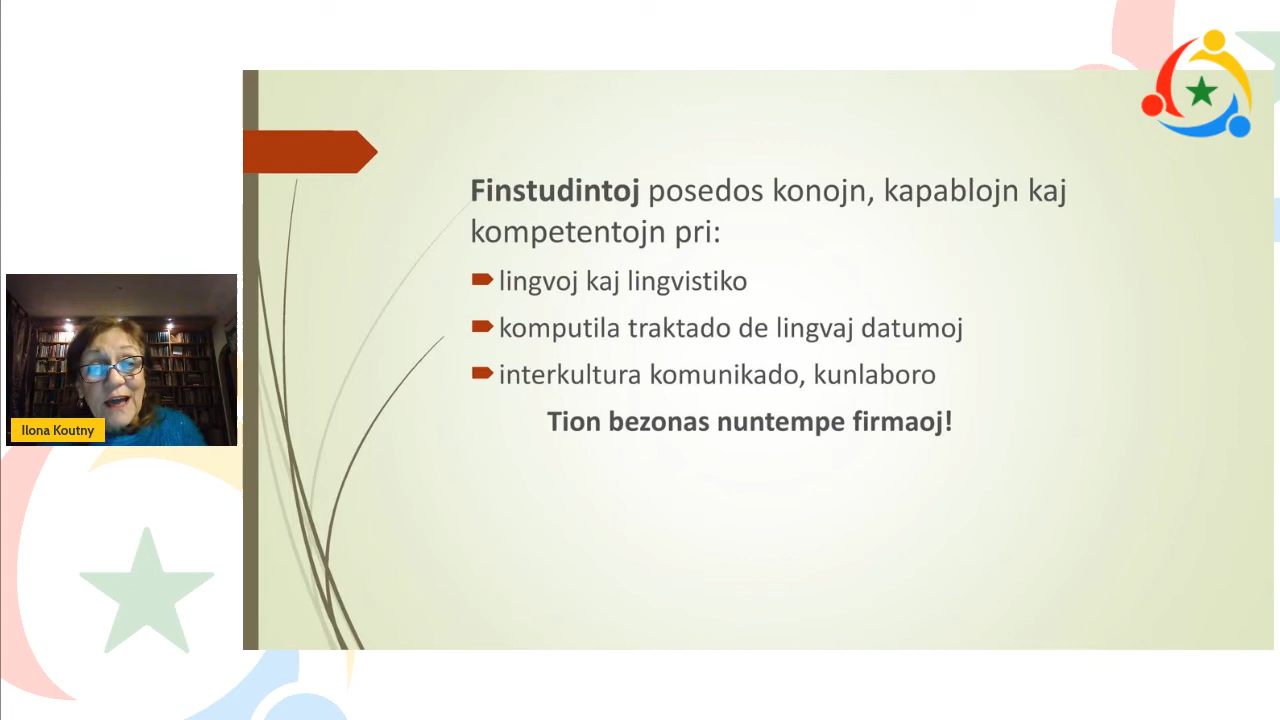 Finstudintoj posedos konojn, kapablojn kaj
kompetentojn pri:
lingvoj kaj lingvistiko
komputila traktado de lingvaj datumoj
interkultura komunikado, kunlaboro
Tion bezonas nuntempe firmaoj!
Ilona Koutny